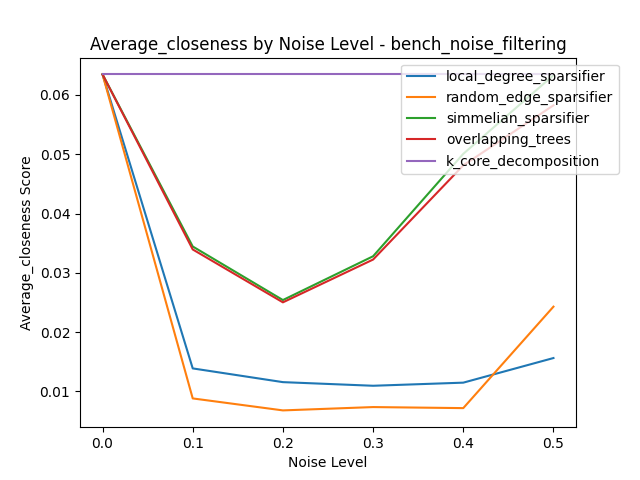 Average_closeness by Noise Level - bench_noise_filtering
local_degree_sparsifier
random_edge_sparsifier
simmelian_sparsifier
overlapping_trees
k_core_decomposition
Average_closeness Score
0.06
0.05
0.04
0.03
0.02
0.01
0.0 0.1 0.2 0.3 0.4 0.5
Noise Level